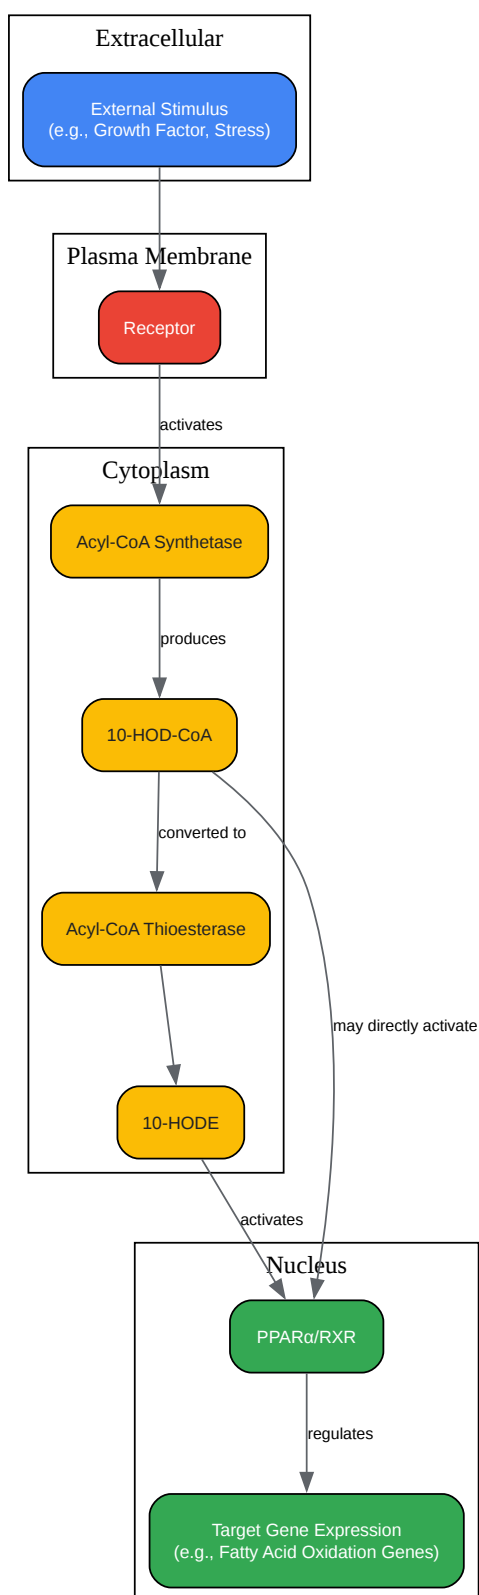 Extracellular
External Stimulus
(e.g., Growth Factor, Stress)
Plasma Membrane
Receptor
activates
Cytoplasm
Acyl-CoA Synthetase
produces
10-HOD-CoA
converted to
Acyl-CoA Thioesterase
may directly activate
10-HODE
activates
Nucleus
PPARα/RXR
regulates
Target Gene Expression
(e.g., Fatty Acid Oxidation Genes)